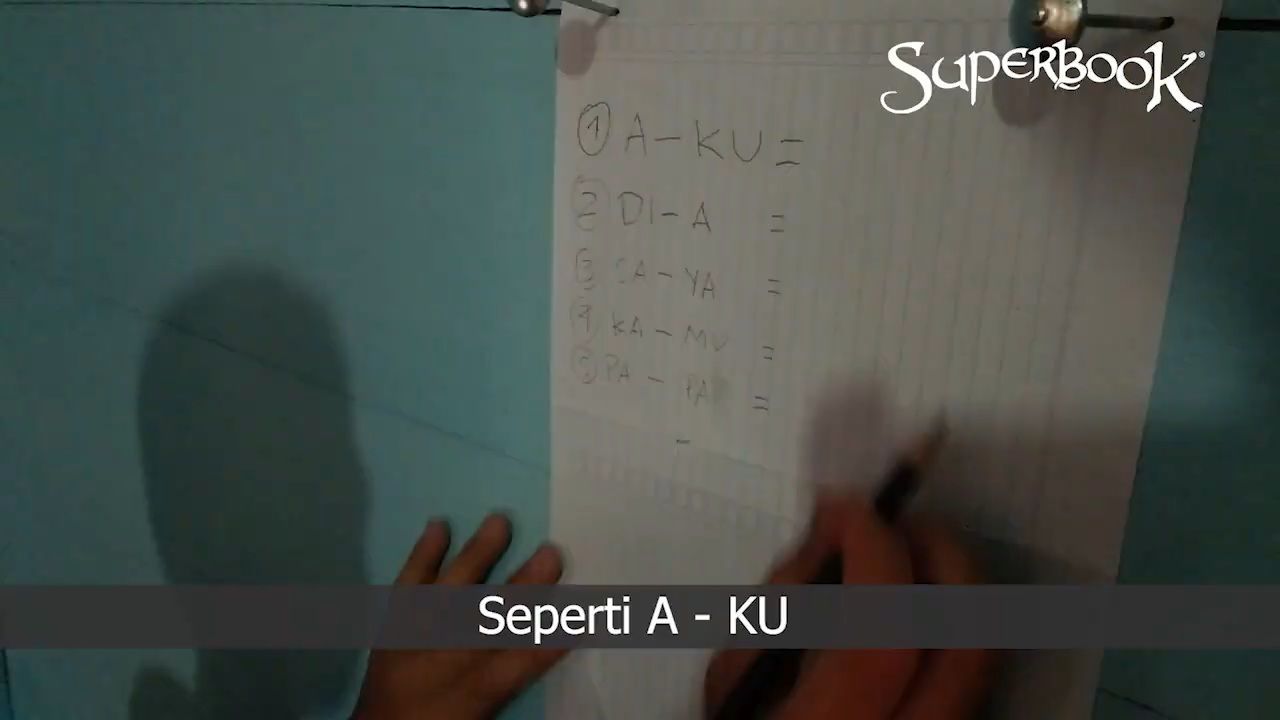 SUPERBOOK
① A - KU =
② DI - A =
③ SA - YA =
④ KA - MU =
⑤ PA - PA =
-
Seperti A - KU